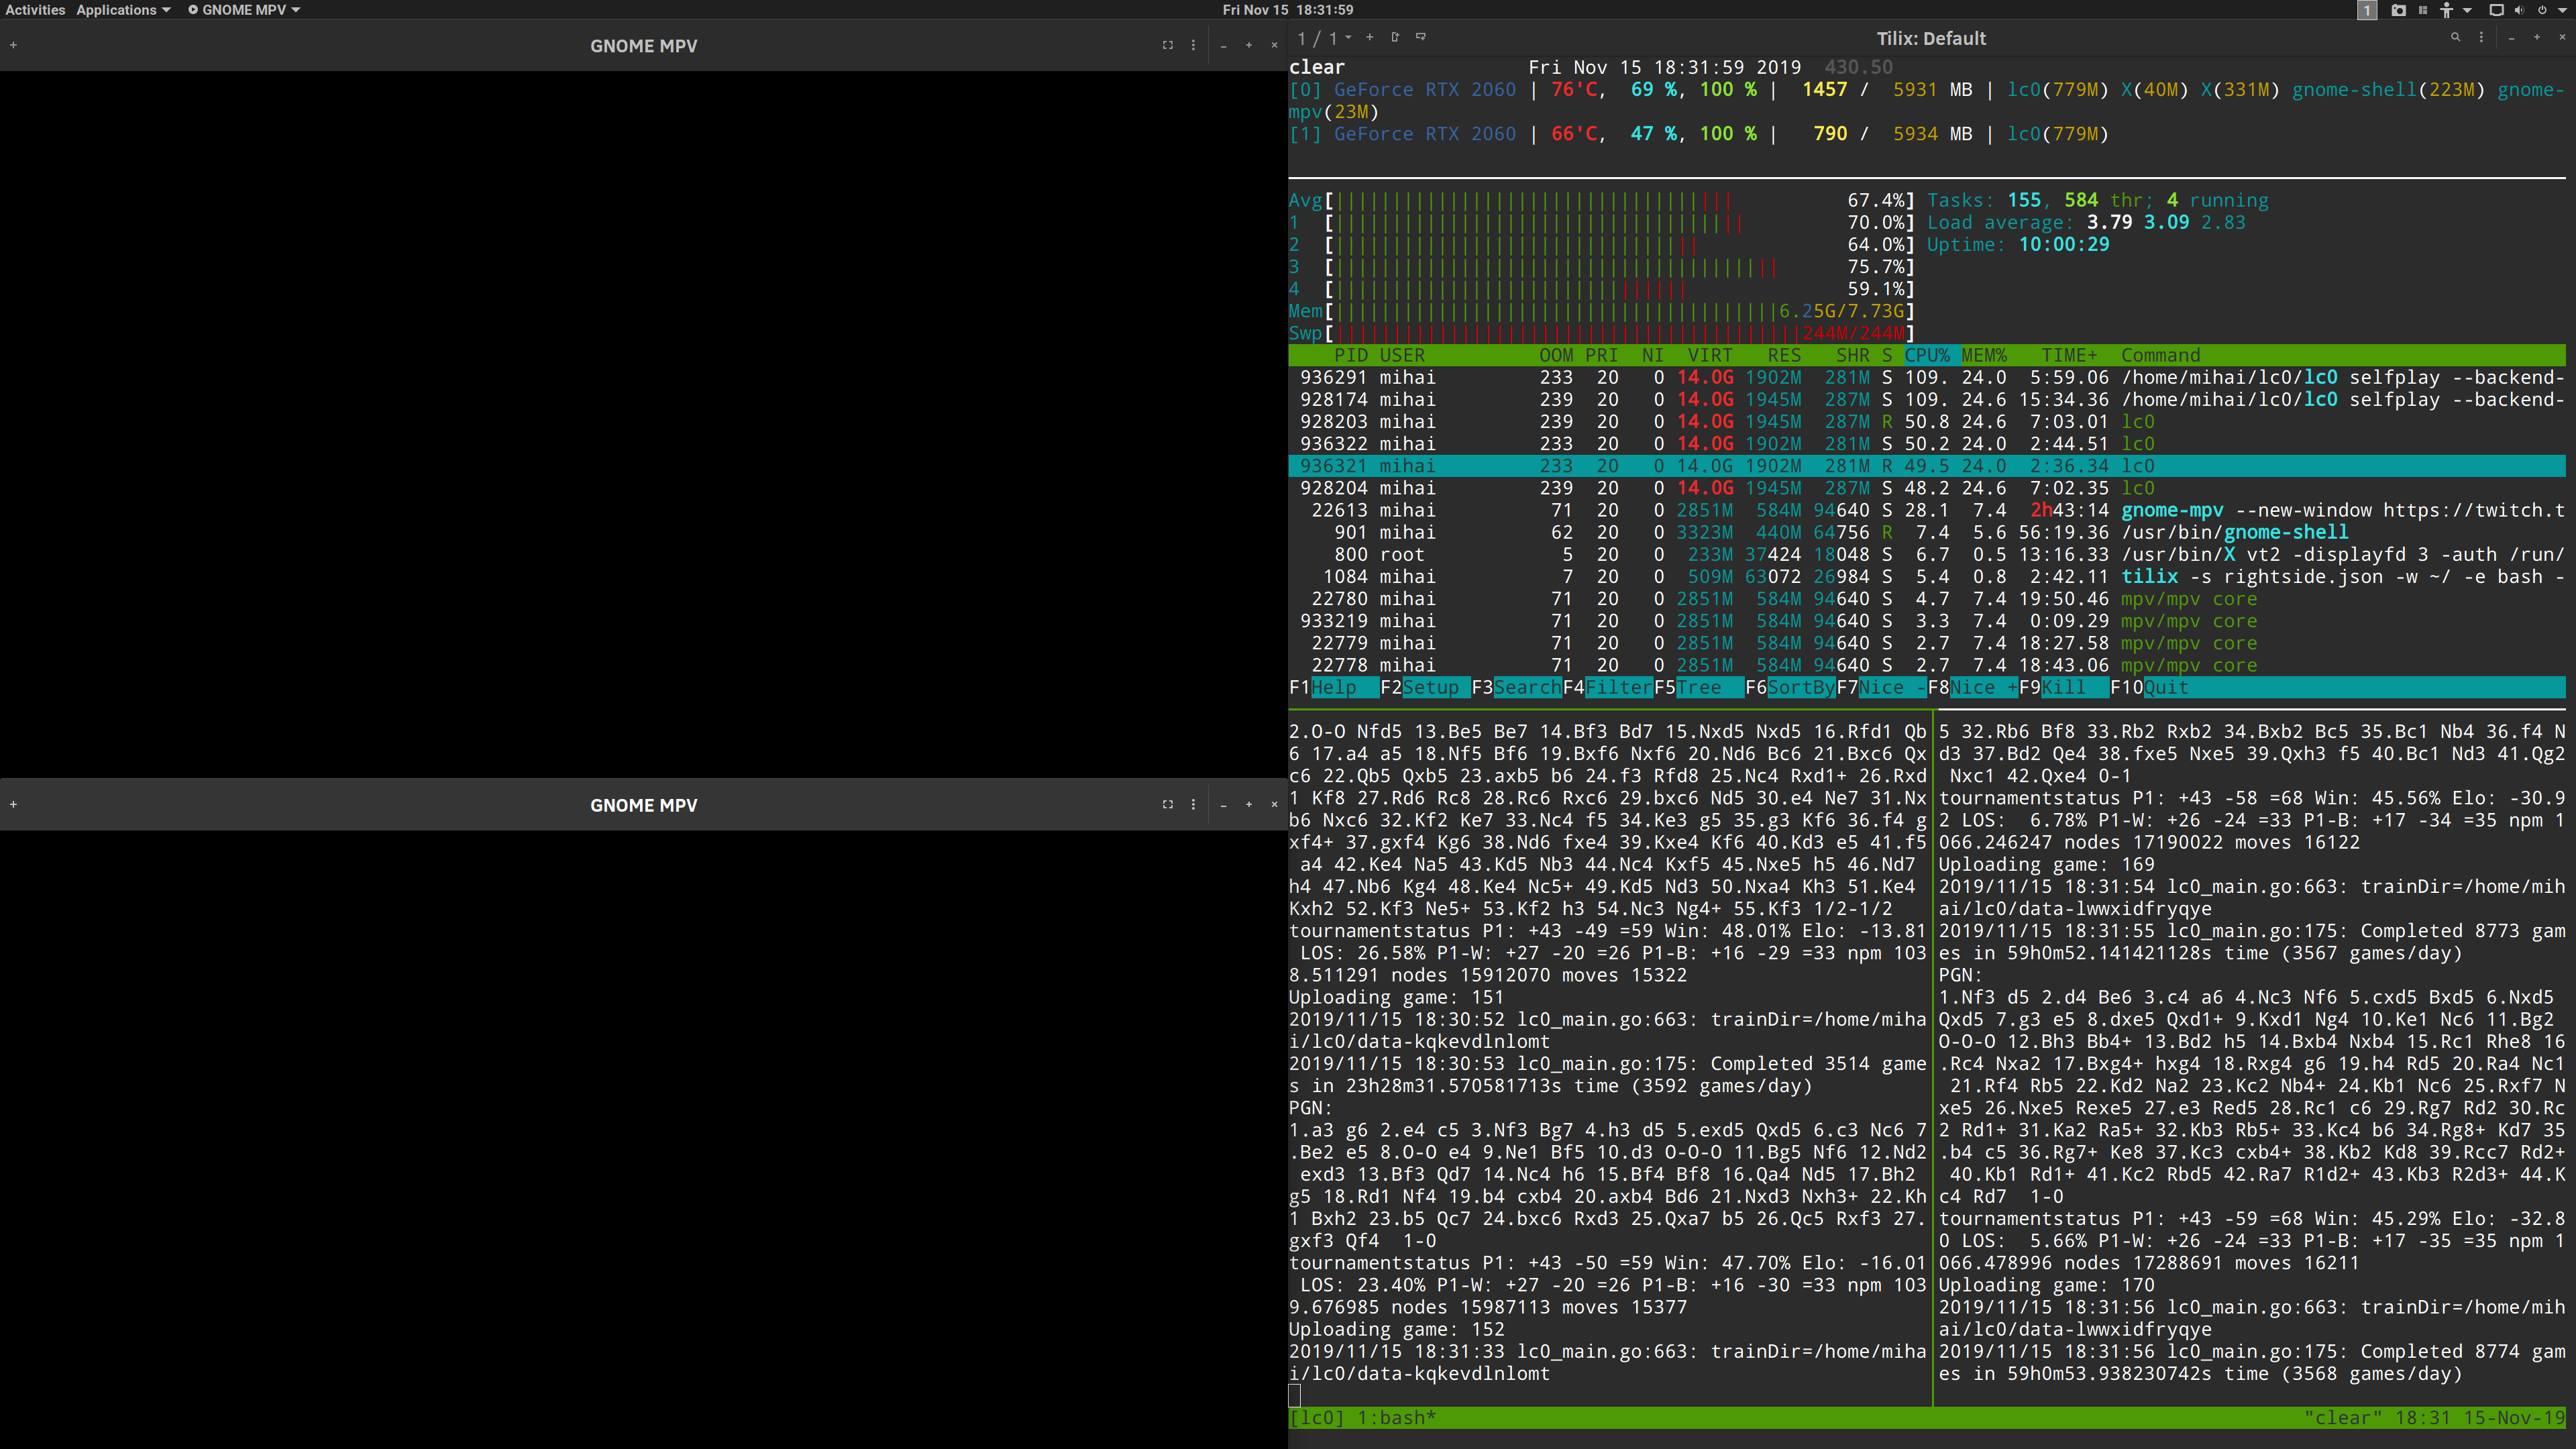 Activities Applications GNOME MPV Fri Nov 15 18:31:59 1
GNOME MPV
GNOME MPV
1 / 1 Tilix: Default
clear Fri Nov 15 18:31:59 2019 430.50
[0] GeForce RTX 2060 | 76'C, 69 %, 100 % | 1457 / 5931 MB | lc0(779M) X(40M) X(331M) gnome-shell(223M) gnome-
mpv(23M)
[1] GeForce RTX 2060 | 66'C, 47 %, 100 % | 790 / 5934 MB | lc0(779M)
Avg[ 67.4%] Tasks: 155, 584 thr; 4 running
1 [ 70.0%] Load average: 3.79 3.09 2.83
2 [ 64.0%] Uptime: 10:00:29
3 [ 75.7%]
4 [ 59.1%]
Mem[ 6.25G/7.73G]
Swp[ 244M/244M]
PID USER OOM PRI NI VIRT RES SHR S CPU% MEM% TIME+ Command
936291 mihai 233 20 0 14.0G 1902M 281M S 109. 24.0 5:59.06 /home/mihai/lc0/lc0 selfplay --backend-
928174 mihai 239 20 0 14.0G 1945M 287M S 109. 24.6 15:34.36 /home/mihai/lc0/lc0 selfplay --backend-
928203 mihai 239 20 0 14.0G 1945M 287M R 50.8 24.6 7:03.01 lc0
936322 mihai 233 20 0 14.0G 1902M 281M S 50.2 24.0 2:44.51 lc0
936321 mihai 233 20 0 14.0G 1902M 281M R 49.5 24.0 2:36.34 lc0
928204 mihai 239 20 0 14.0G 1945M 287M S 48.2 24.6 7:02.35 lc0
22613 mihai 71 20 0 2851M 584M 94640 S 28.1 7.4 2h43:14 gnome-mpv --new-window https://twitch.t
901 mihai 62 20 0 3323M 440M 64756 R 7.4 5.6 56:19.36 /usr/bin/gnome-shell
800 root 5 20 0 233M 37424 18048 S 6.7 0.5 13:16.33 /usr/bin/X vt2 -displayfd 3 -auth /run/
1084 mihai 7 20 0 509M 63072 26984 S 5.4 0.8 2:42.11 tilix -s rightside.json -w ~/ -e bash -
22780 mihai 71 20 0 2851M 584M 94640 S 4.7 7.4 19:50.46 mpv/mpv core
933219 mihai 71 20 0 2851M 584M 94640 S 3.3 7.4 0:09.29 mpv/mpv core
22779 mihai 71 20 0 2851M 584M 94640 S 2.7 7.4 18:27.58 mpv/mpv core
22778 mihai 71 20 0 2851M 584M 94640 S 2.7 7.4 18:43.06 mpv/mpv core
F1Help F2Setup F3SearchF4FilterF5Tree F6SortByF7Nice -F8Nice +F9Kill F10Quit
2.O-O Nfd5 13.Be5 Be7 14.Bf3 Bd7 15.Nxd5 Nxd5 16.Rfd1 Qb
6 17.a4 a5 18.Nf5 Bf6 19.Bxf6 Nxf6 20.Nd6 Bc6 21.Bxc6 Qx
c6 22.Qb5 Qxb5 23.axb5 b6 24.f3 Rfd8 25.Nc4 Rxd1+ 26.Rxd
1 Kf8 27.Rd6 Rc8 28.Rc6 Rxc6 29.bxc6 Nd5 30.e4 Ne7 31.Nx
b6 Nxc6 32.Kf2 Ke7 33.Nc4 f5 34.Ke3 g5 35.g3 Kf6 36.f4 g
xf4+ 37.gxf4 Kg6 38.Nd6 fxe4 39.Kxe4 Kf6 40.Kd3 e5 41.f5
a4 42.Ke4 Na5 43.Kd5 Nb3 44.Nc4 Kxf5 45.Nxe5 h5 46.Nd7
h4 47.Nb6 Kg4 48.Ke4 Nc5+ 49.Kd5 Nd3 50.Nxa4 Kh3 51.Ke4
Kxh2 52.Kf3 Ne5+ 53.Kf2 h3 54.Nc3 Ng4+ 55.Kf3 1/2-1/2
tournamentstatus P1: +43 -49 =59 Win: 48.01% Elo: -13.81
LOS: 26.58% P1-W: +27 -20 =26 P1-B: +16 -29 =33 npm 103
8.511291 nodes 15912070 moves 15322
Uploading game: 151
2019/11/15 18:30:52 lc0_main.go:663: trainDir=/home/miha
i/lc0/data-kqkevdlnlomt
2019/11/15 18:30:53 lc0_main.go:175: Completed 3514 game
s in 23h28m31.570581713s time (3592 games/day)
PGN:
1.a3 g6 2.e4 c5 3.Nf3 Bg7 4.h3 d5 5.exd5 Qxd5 6.c3 Nc6 7
.Be2 e5 8.O-O e4 9.Ne1 Bf5 10.d3 O-O-O 11.Bg5 Nf6 12.Nd2
exd3 13.Bf3 Qd7 14.Nc4 h6 15.Bf4 Bf8 16.Qa4 Nd5 17.Bh2
g5 18.Rd1 Nf4 19.b4 cxb4 20.axb4 Bd6 21.Nxd3 Nxh3+ 22.Kh
1 Bxh2 23.b5 Qc7 24.bxc6 Rxd3 25.Qxa7 b5 26.Qc5 Rxf3 27.
gxf3 Qf4 1-0
tournamentstatus P1: +43 -50 =59 Win: 47.70% Elo: -16.01
LOS: 23.40% P1-W: +27 -20 =26 P1-B: +16 -30 =33 npm 103
9.676985 nodes 15987113 moves 15377
Uploading game: 152
2019/11/15 18:31:33 lc0_main.go:663: trainDir=/home/miha
i/lc0/data-kqkevdlnlomt
5 32.Rb6 Bf8 33.Rb2 Rxb2 34.Bxb2 Bc5 35.Bc1 Nb4 36.f4 N
d3 37.Bd2 Qe4 38.fxe5 Nxe5 39.Qxh3 f5 40.Bc1 Nd3 41.Qg2
Nxc1 42.Qxe4 0-1
tournamentstatus P1: +43 -58 =68 Win: 45.56% Elo: -30.9
2 LOS: 6.78% P1-W: +26 -24 =33 P1-B: +17 -34 =35 npm 1
066.246247 nodes 17190022 moves 16122
Uploading game: 169
2019/11/15 18:31:54 lc0_main.go:663: trainDir=/home/mih
ai/lc0/data-lwwxidfryqye
2019/11/15 18:31:55 lc0_main.go:175: Completed 8773 gam
es in 59h0m52.141421128s time (3567 games/day)
PGN:
1.Nf3 d5 2.d4 Be6 3.c4 a6 4.Nc3 Nf6 5.cxd5 Bxd5 6.Nxd5
Qxd5 7.g3 e5 8.dxe5 Qxd1+ 9.Kxd1 Ng4 10.Ke1 Nc6 11.Bg2
O-O-O 12.Bh3 Bb4+ 13.Bd2 h5 14.Bxb4 Nxb4 15.Rc1 Rhe8 16
.Rc4 Nxa2 17.Bxg4+ hxg4 18.Rxg4 g6 19.h4 Rd5 20.Ra4 Nc1
21.Rf4 Rb5 22.Kd2 Na2 23.Kc2 Nb4+ 24.Kb1 Nc6 25.Rxf7 N
xe5 26.Nxe5 Rexe5 27.e3 Red5 28.Rc1 c6 29.Rg7 Rd2 30.Rc
2 Rd1+ 31.Ka2 Ra5+ 32.Kb3 Rb5+ 33.Kc4 b6 34.Rg8+ Kd7 35
.b4 c5 36.Rg7+ Ke8 37.Kc3 cxb4+ 38.Kb2 Kd8 39.Rcc7 Rd2+
40.Kb1 Rd1+ 41.Kc2 Rbd5 42.Ra7 R1d2+ 43.Kb3 R2d3+ 44.K
c4 Rd7 1-0
tournamentstatus P1: +43 -59 =68 Win: 45.29% Elo: -32.8
0 LOS: 5.66% P1-W: +26 -24 =33 P1-B: +17 -35 =35 npm 1
066.478996 nodes 17288691 moves 16211
Uploading game: 170
2019/11/15 18:31:56 lc0_main.go:663: trainDir=/home/mih
ai/lc0/data-lwwxidfryqye
2019/11/15 18:31:56 lc0_main.go:175: Completed 8774 gam
es in 59h0m53.938230742s time (3568 games/day)
[lc0] 1:bash* "clear" 18:31 15-Nov-19